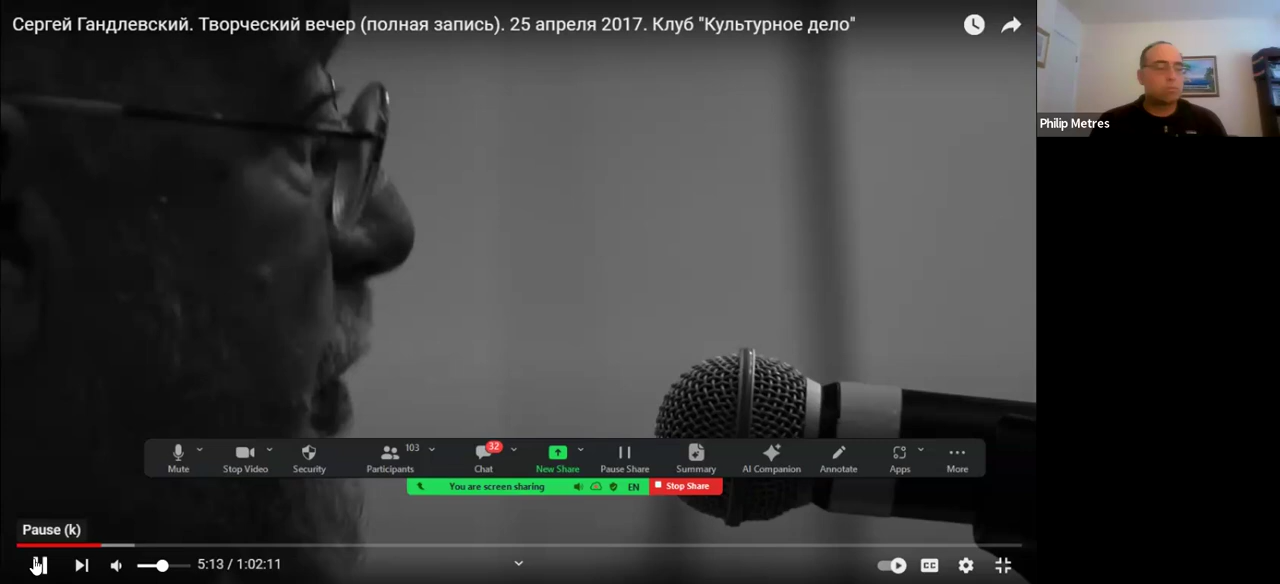 Сергей Гандлевский. Творческий вечер (полная запись). 25 апреля 2017. Клуб "Культурное дело"
Philip Metres
103
32
Mute
Stop Video
Security
Participants
Chat
New Share
Pause Share
Summary
AI Companion
Annotate
Apps
More
You are screen sharing
EN
Stop Share
Pause (k)
5:13 / 1:02:11
CC